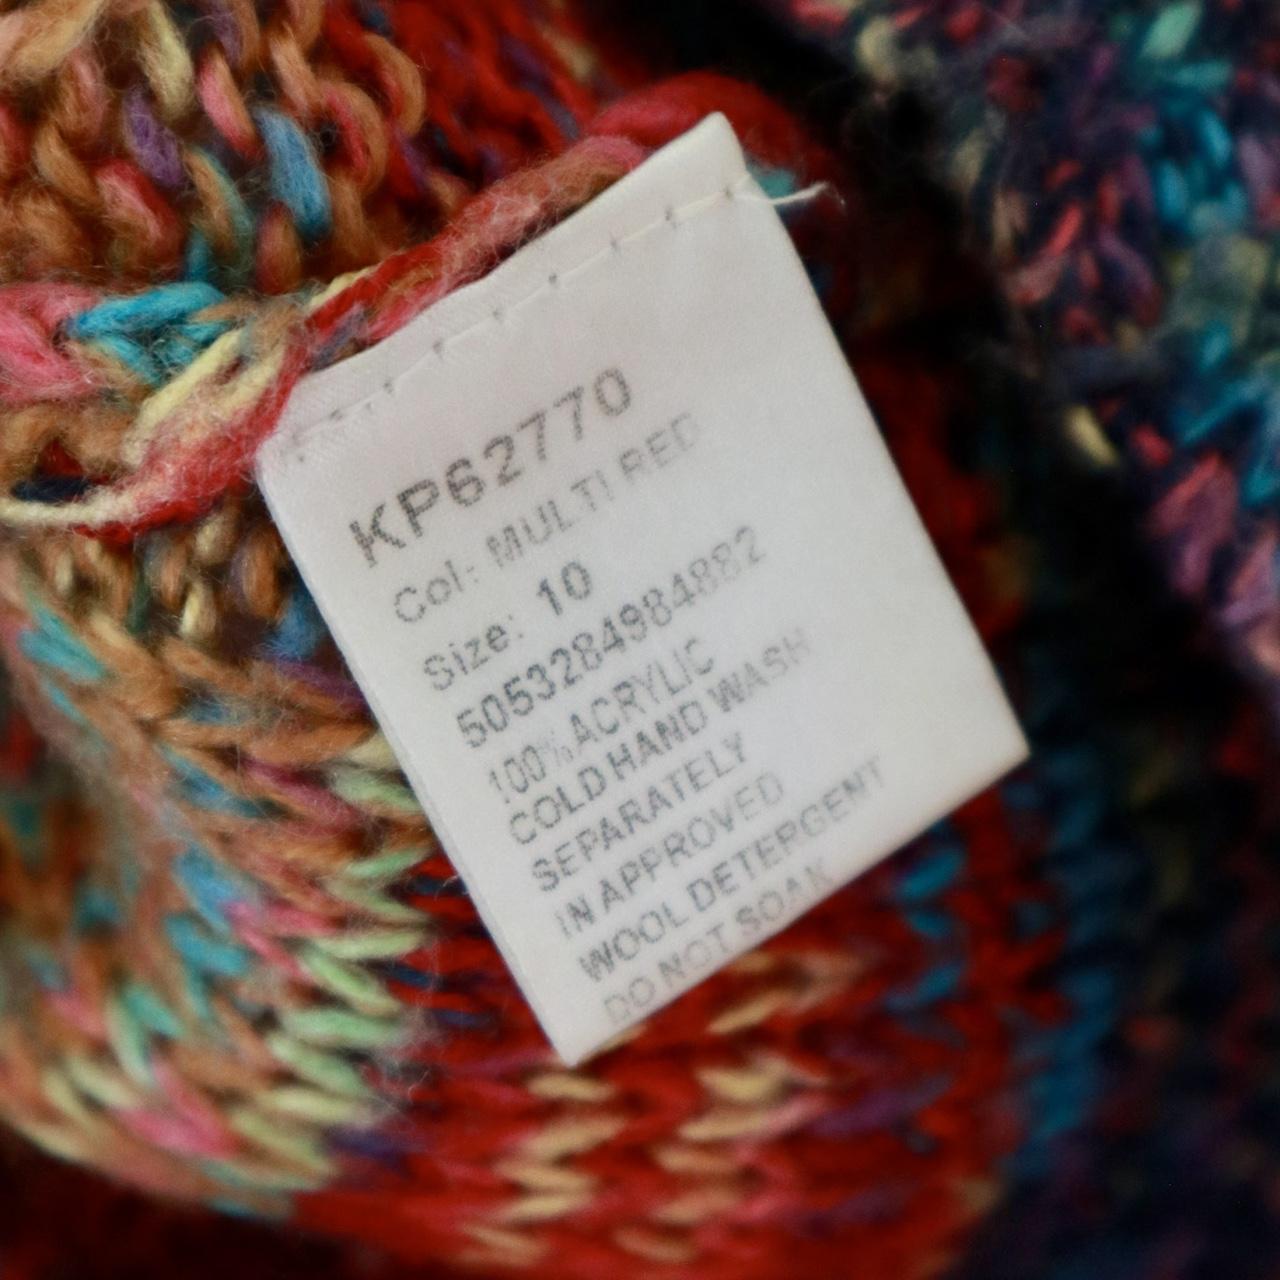 KP62770
Col: MULTI RED
Size: 10
5053284984882
100% ACRYLIC
COLD HAND WASH
SEPARATELY
IN APPROVED
WOOL DETERGENT
DO NOT SOAK